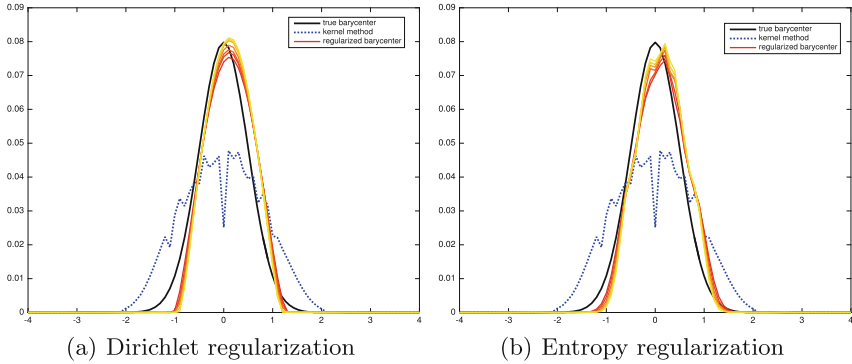 0.09
0.08
0.07
0.06
0.05
0.04
0.03
0.02
0.01
0
-4 -3 -2 -1 0 1 2 3 4
true barycenter
kernel method
regularized barycenter
(a) Dirichlet regularization
0.09
0.08
0.07
0.06
0.05
0.04
0.03
0.02
0.01
0
-4 -3 -2 -1 0 1 2 3 4
true barycenter
kernel method
regularized barycenter
(b) Entropy regularization